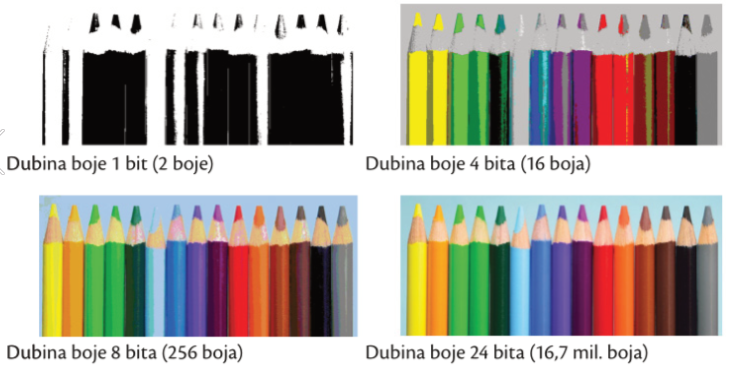 Dubina boje 1 bit (2 boje)
Dubina boje 4 bita (16 boja)
Dubina boje 8 bita (256 boja)
Dubina boje 24 bita (16,7 mil. boja)